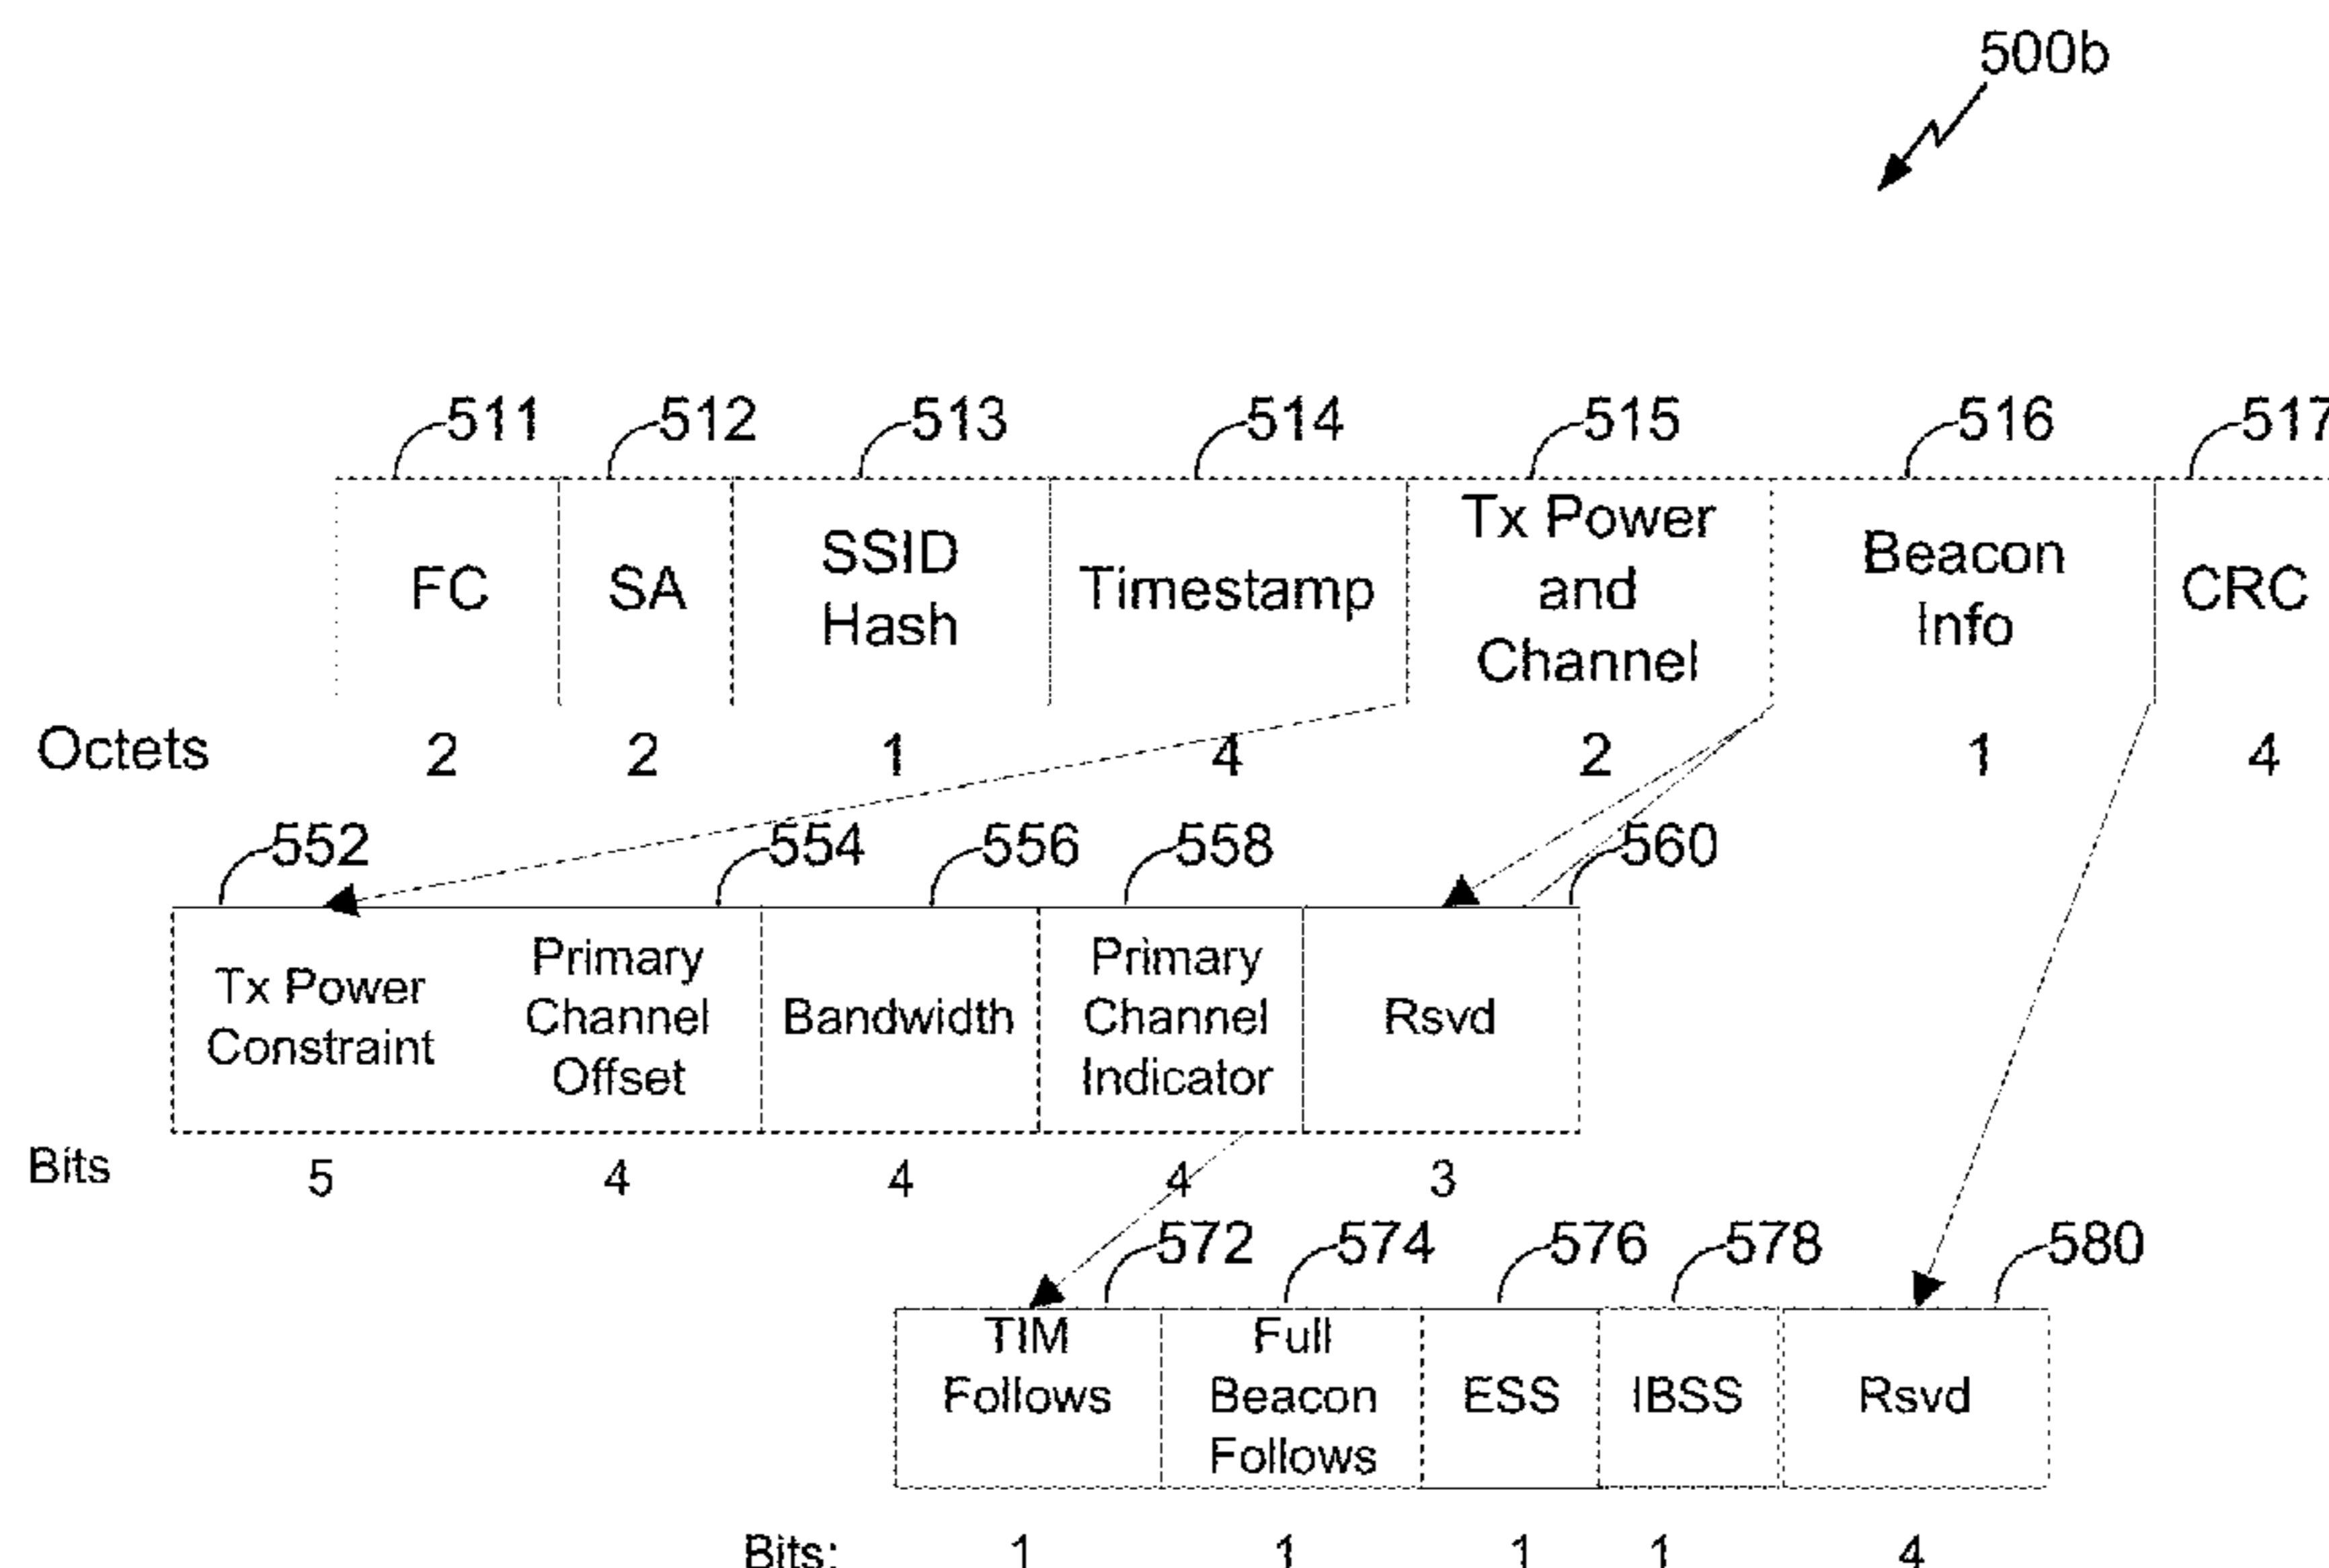 500b
511 512 513 514 515 516 517
FC
SA
SSID
Hash
Timestamp
Tx Power
and
Channel
Beacon
Info
CRC
Octets 2 2 1 4 2 1 4
552 554 556 558 560
Tx Power
Constraint
Primary
Channel
Offset
Bandwidth
Primary
Channel
Indicator
Rsvd
Bits 5 4 4 4 3
572 574 576 578 580
TIM
Follows
Full
Beacon
Follows
ESS
IBSS
Rsvd
Bits: 1 1 1 1 4